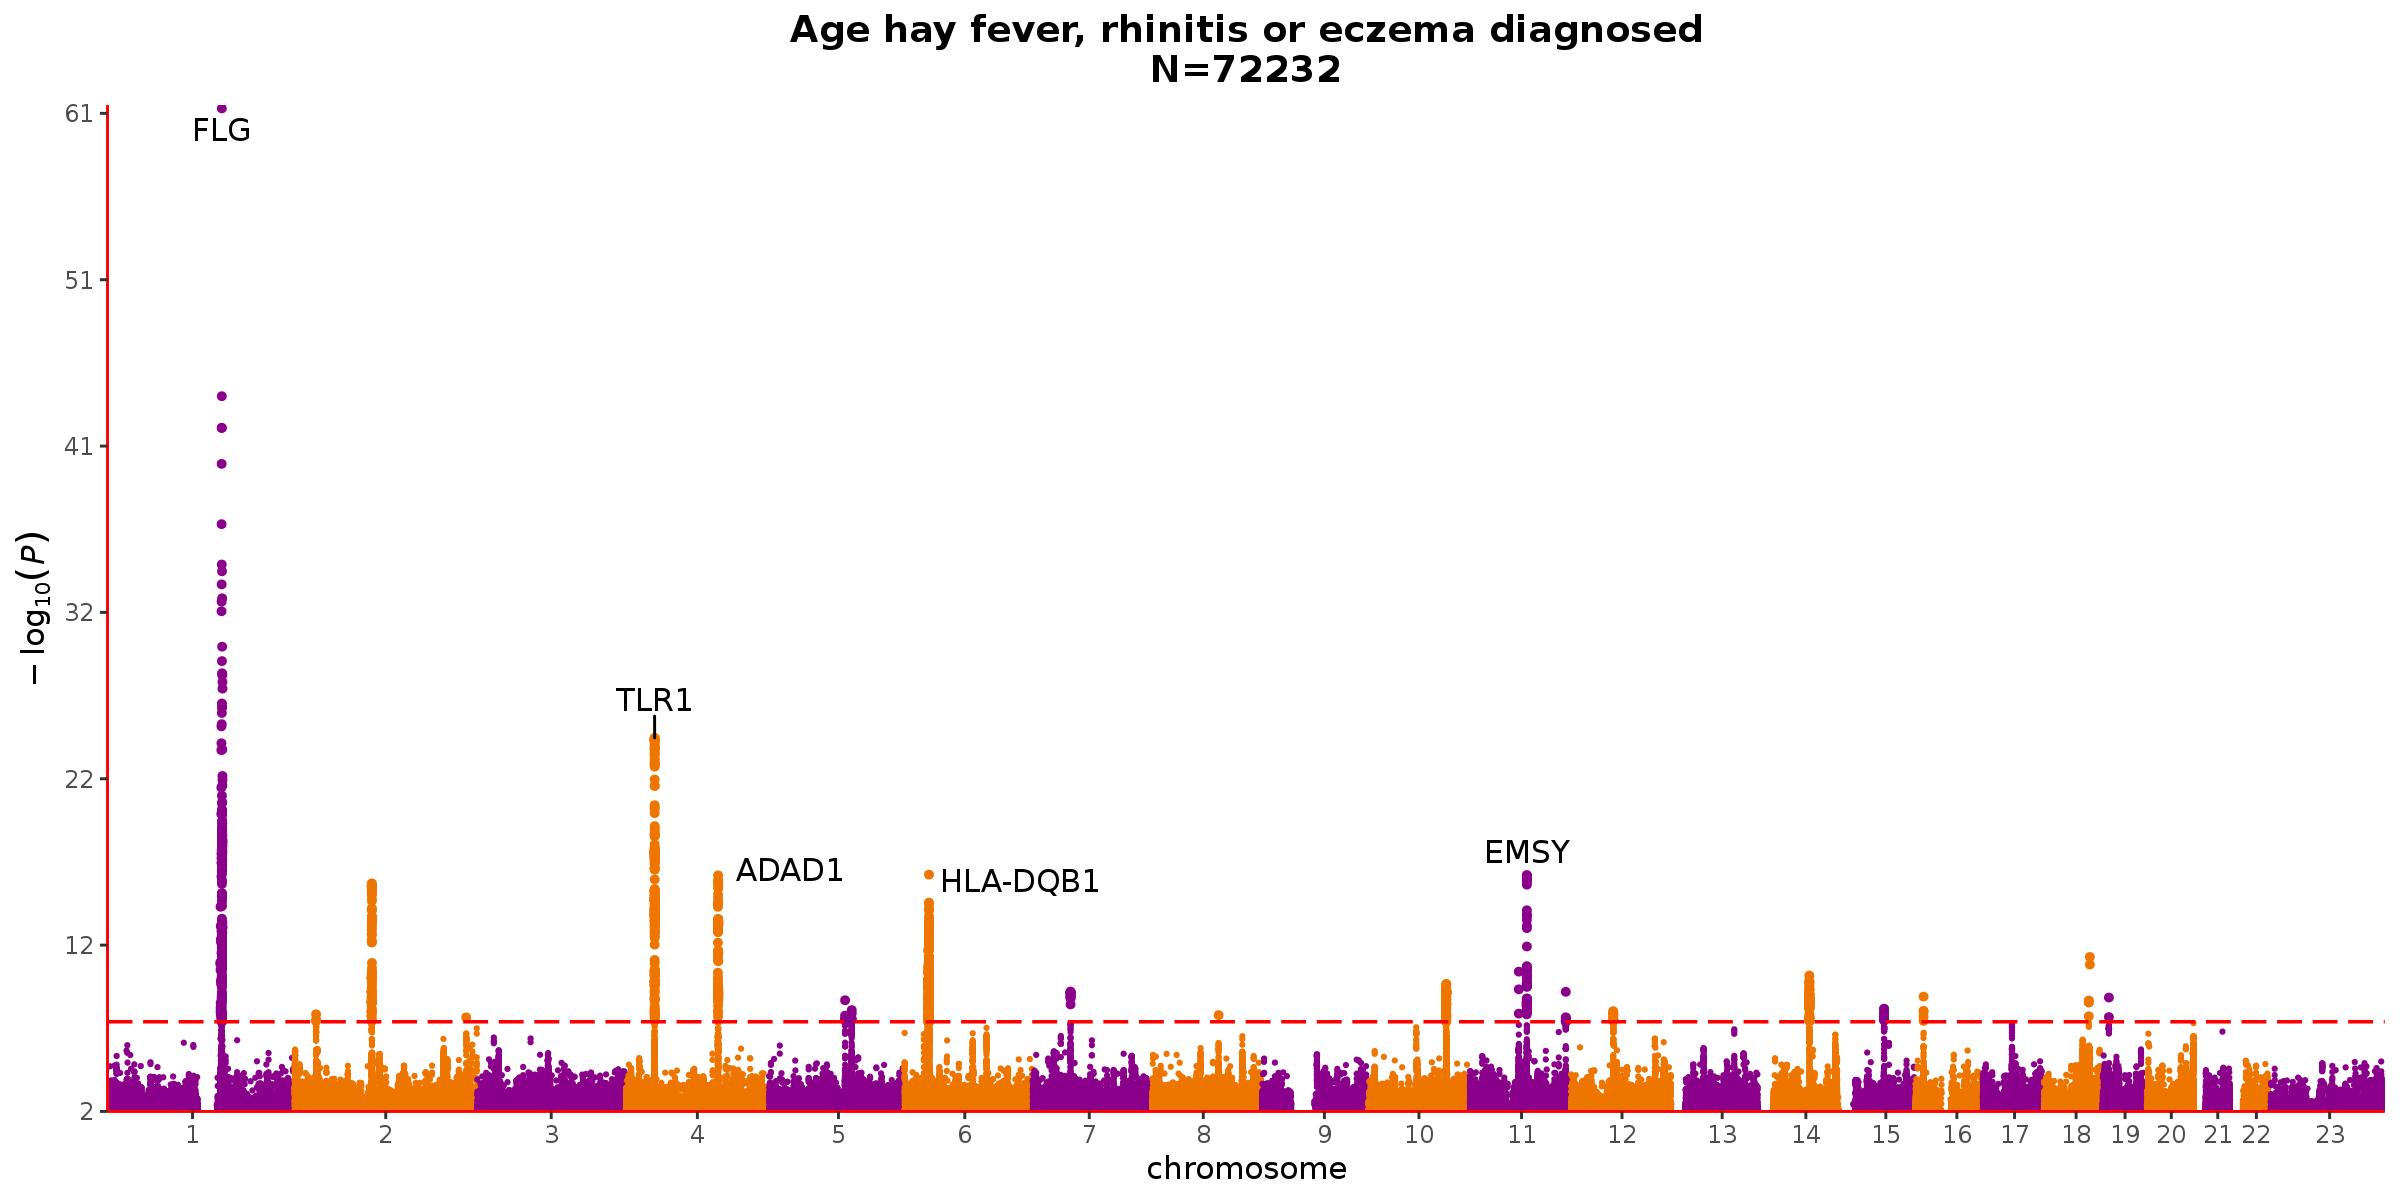 Age hay fever, rhinitis or eczema diagnosed
N=72232
61
FLG
51
41
−log₁₀(P)
32
TLR1
22
EMSY
ADAD1
HLA-DQB1
12
2
1 2 3 4 5 6 7 8 9 10 11 12 13 14 15 16 17 18 19 20 21 22 23
chromosome